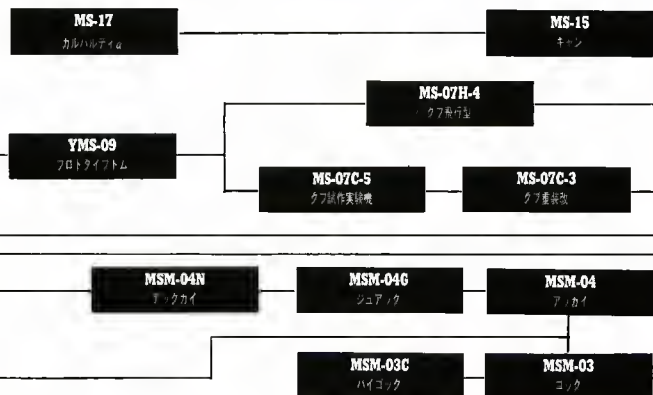 MS-17
カルバルディα
MS-15
キャン
MS-07H-4
グフ飛行型
YMS-09
プロトタイプドム
MS-07C-5
グフ試作実験機
MS-07C-3
グフ重装改
MSM-04N
アッグガイ
MSM-04G
ジュアッグ
MSM-04
アッガイ
MSM-03C
ハイゴッグ
MSM-03
ゴッグ